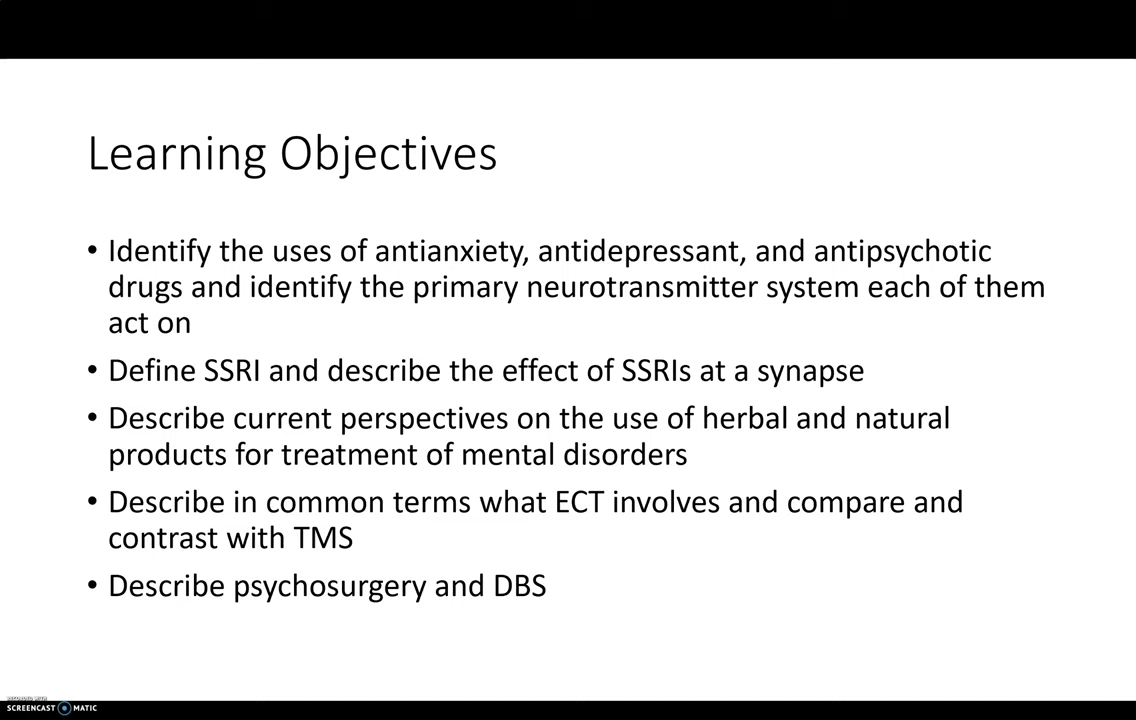 Learning Objectives
• Identify the uses of antianxiety, antidepressant, and antipsychotic
drugs and identify the primary neurotransmitter system each of them
act on
• Define SSRI and describe the effect of SSRIs at a synapse
• Describe current perspectives on the use of herbal and natural
products for treatment of mental disorders
• Describe in common terms what ECT involves and compare and
contrast with TMS
• Describe psychosurgery and DBS
RECORDED WITH
SCREENCAST MATIC